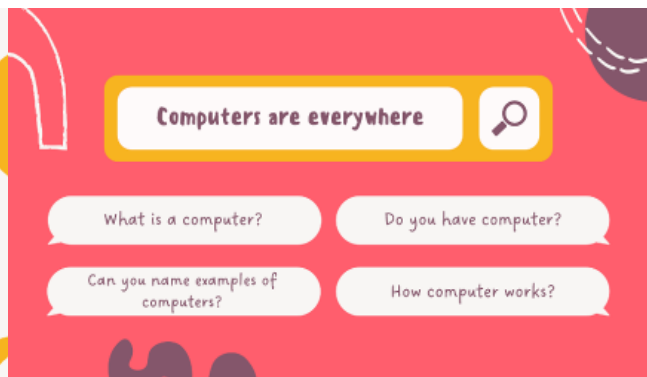 Computers are everywhere
What is a computer?
Do you have computer?
Can you name examples of
computers?
How computer works?